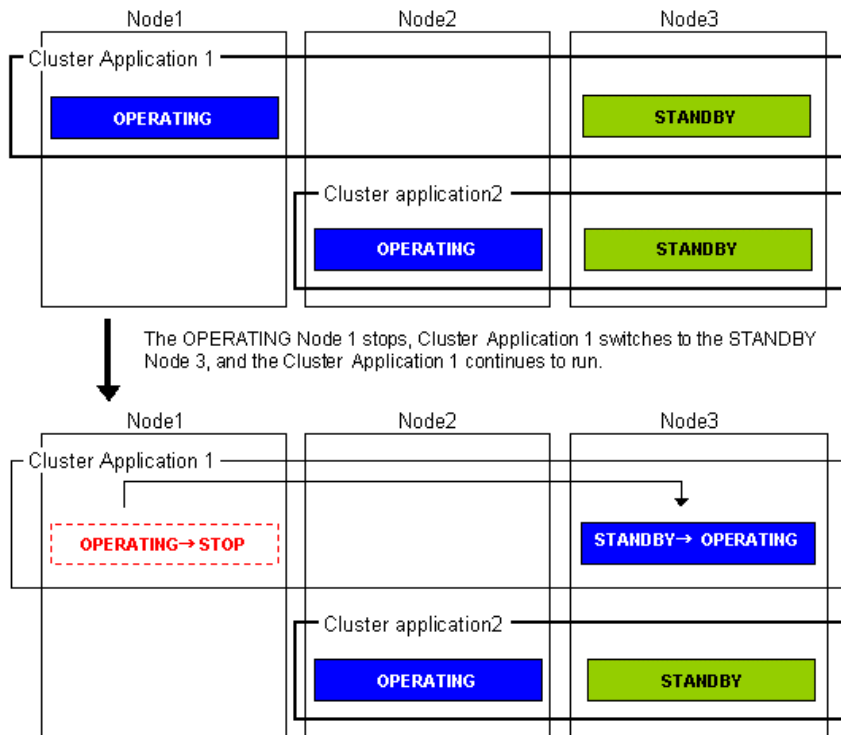 Node1
Node2
Node3
Cluster Application 1
OPERATING
STANDBY
Cluster application2
OPERATING
STANDBY
The OPERATING Node 1 stops, Cluster Application 1 switches to the STANDBY
Node 3, and the Cluster Application 1 continues to run.
Node1
Node2
Node3
Cluster Application 1
OPERATING→STOP
STANDBY→ OPERATING
Cluster application2
OPERATING
STANDBY